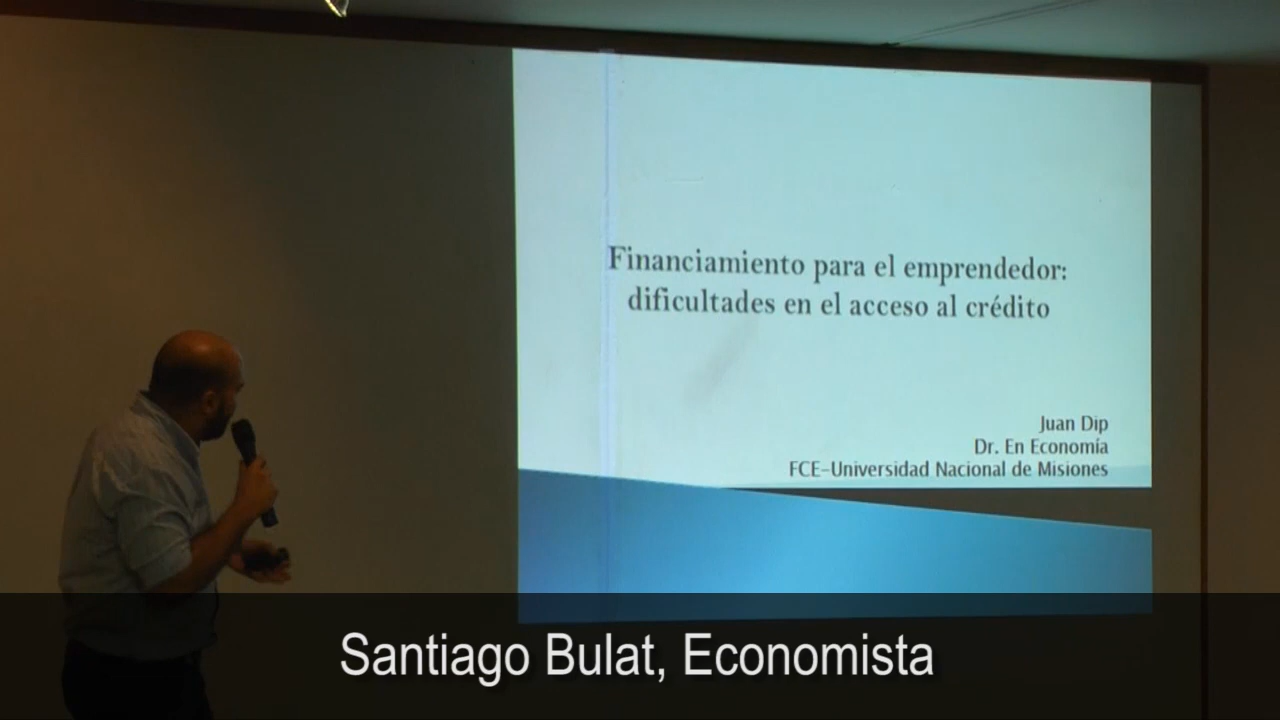 Financiamiento para el emprendedor:
dificultades en el acceso al crédito
Juan Dip
Dr. En Economía
FCE-Universidad Nacional de Misiones
Santiago Bulat, Economista